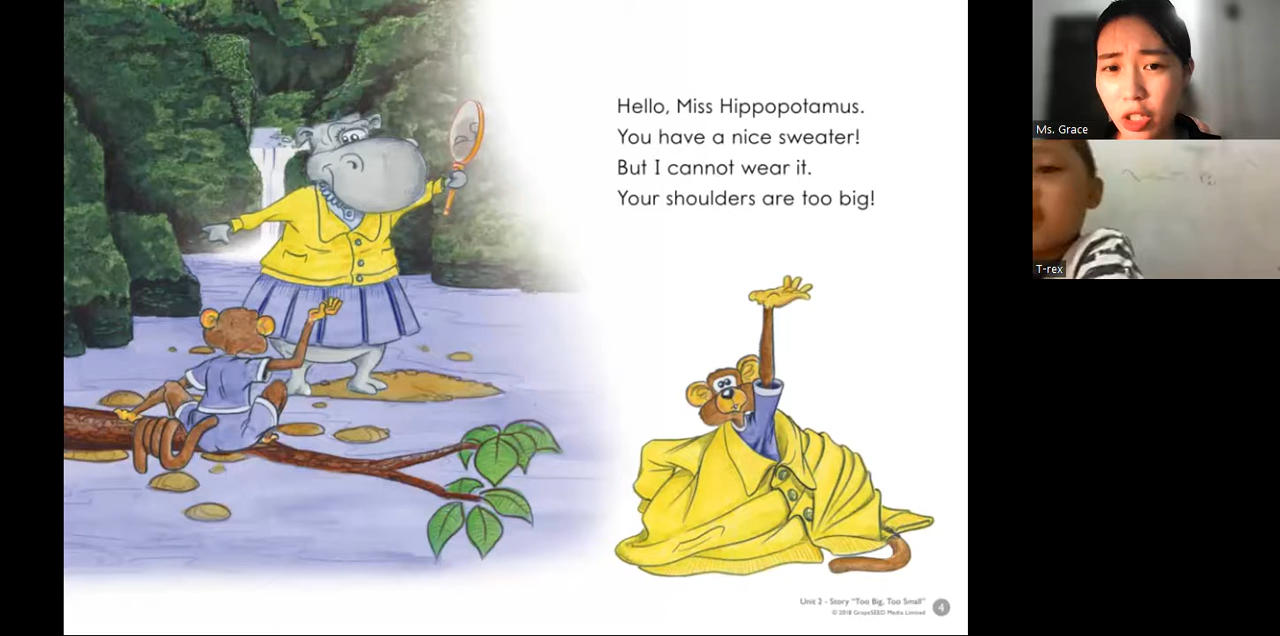 Hello, Miss Hippopotamus.
You have a nice sweater!
But I cannot wear it.
Your shoulders are too big!
Unit 2 - Story "Too Big, Too Small"
© 2018 GrapeSEED Media Limited
4
Ms. Grace
T-rex